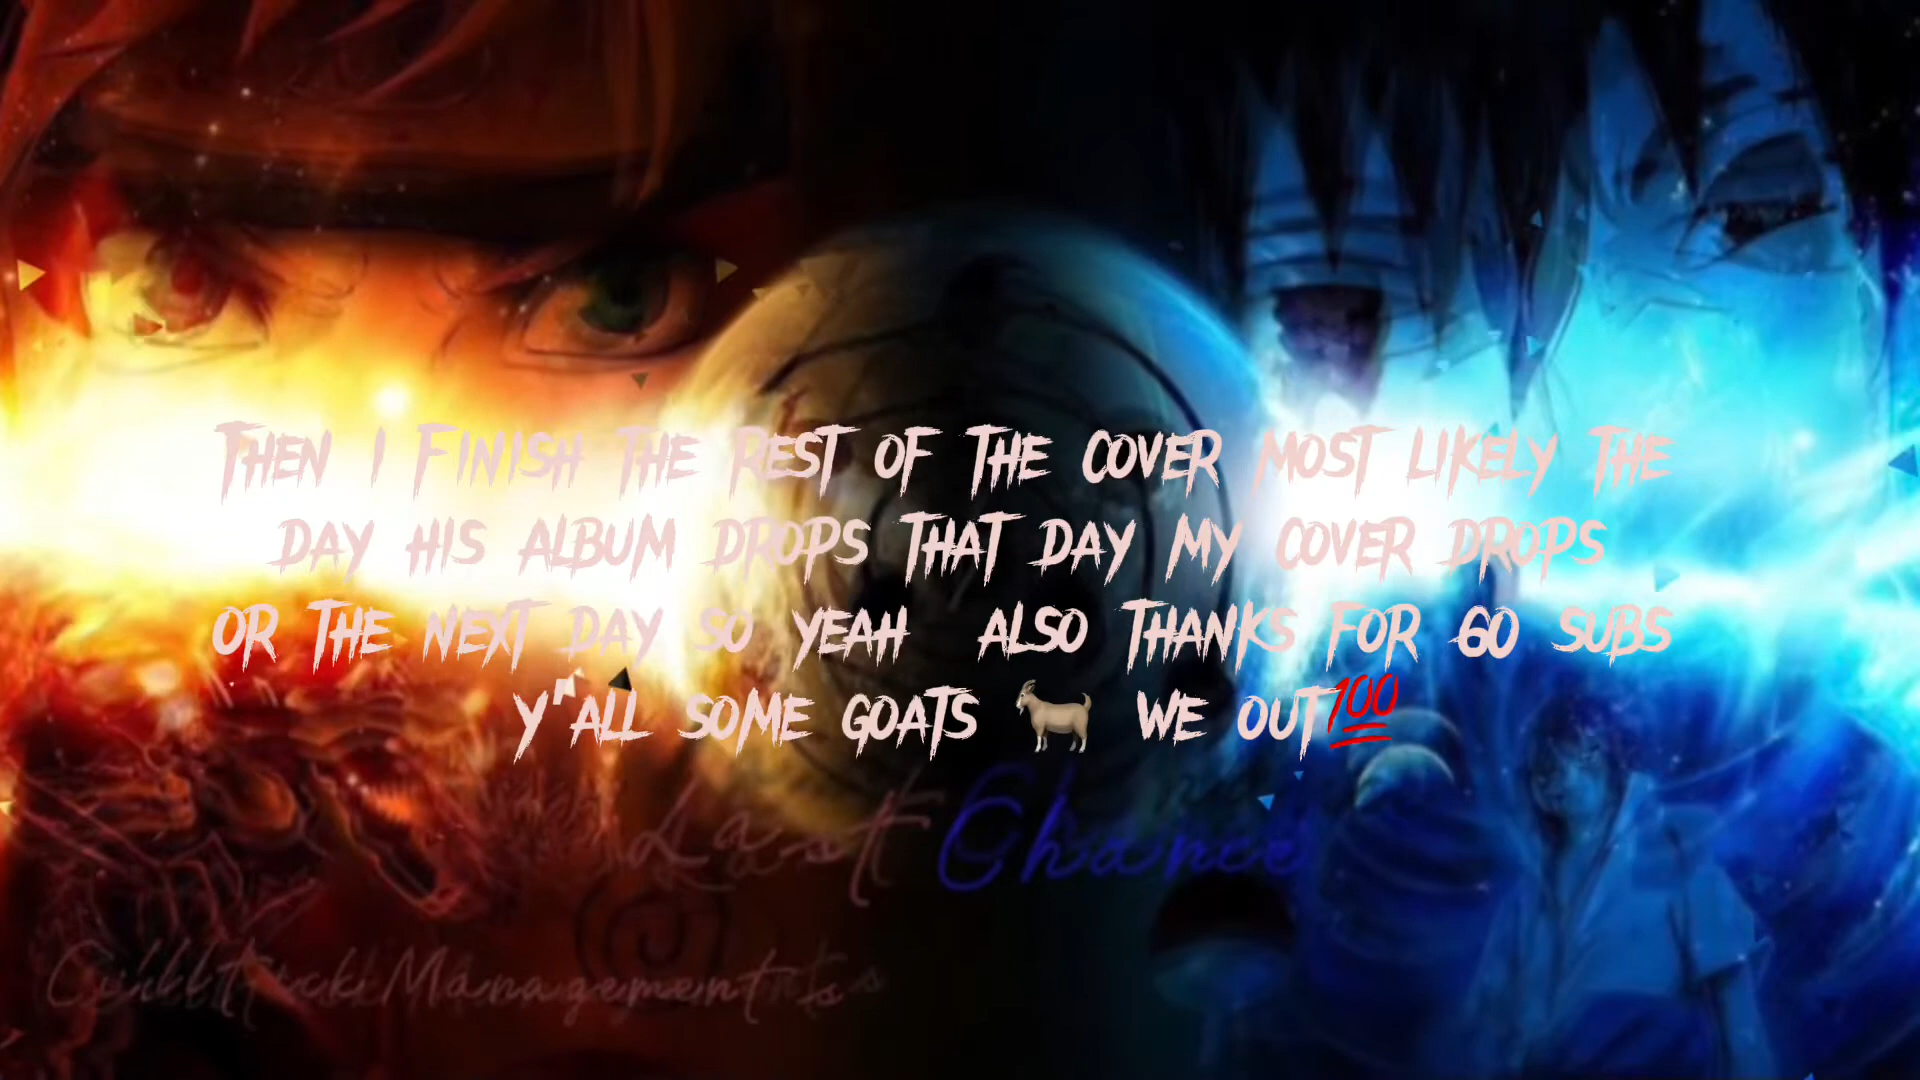 Then I Finish the Rest of the Cover most likely the
day his album drops that day my cover drops
or the next day so yeah also thanks for 60 subs
y"all some goats 🐐 we out💯
Last Chance
Management